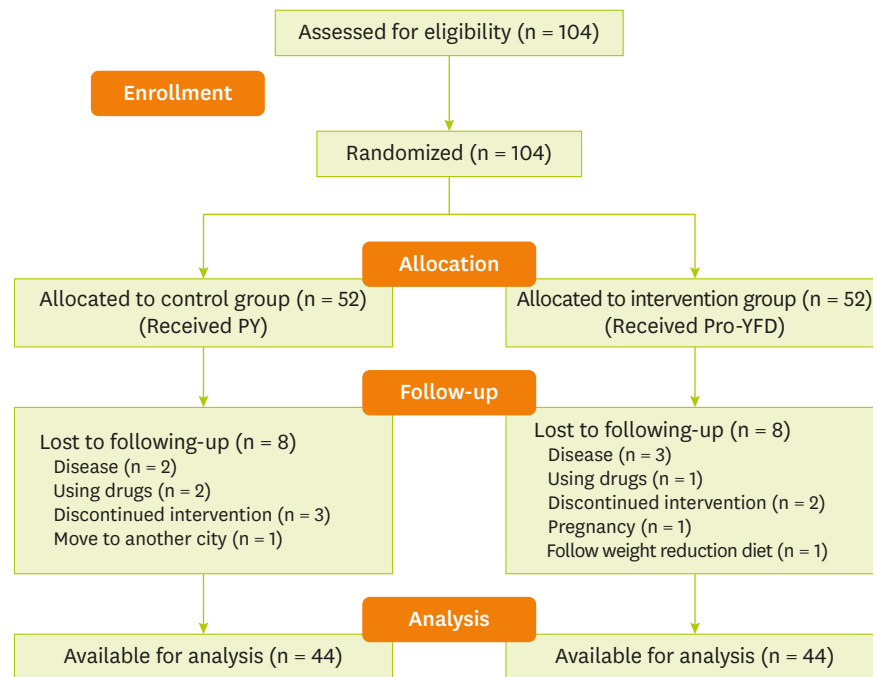 Assessed for eligibility (n = 104)
Enrollment
Randomized (n = 104)
Allocation
Allocated to control group (n = 52)
(Received PY)
Allocated to intervention group (n = 52)
(Received Pro-YFD)
Follow-up
Lost to following-up (n = 8)
Disease (n = 2)
Using drugs (n = 2)
Discontinued intervention (n = 3)
Move to another city (n = 1)
Lost to following-up (n = 8)
Disease (n = 3)
Using drugs (n = 1)
Discontinued intervention (n = 2)
Pregnancy (n = 1)
Follow weight reduction diet (n = 1)
Analysis
Available for analysis (n = 44)
Available for analysis (n = 44)